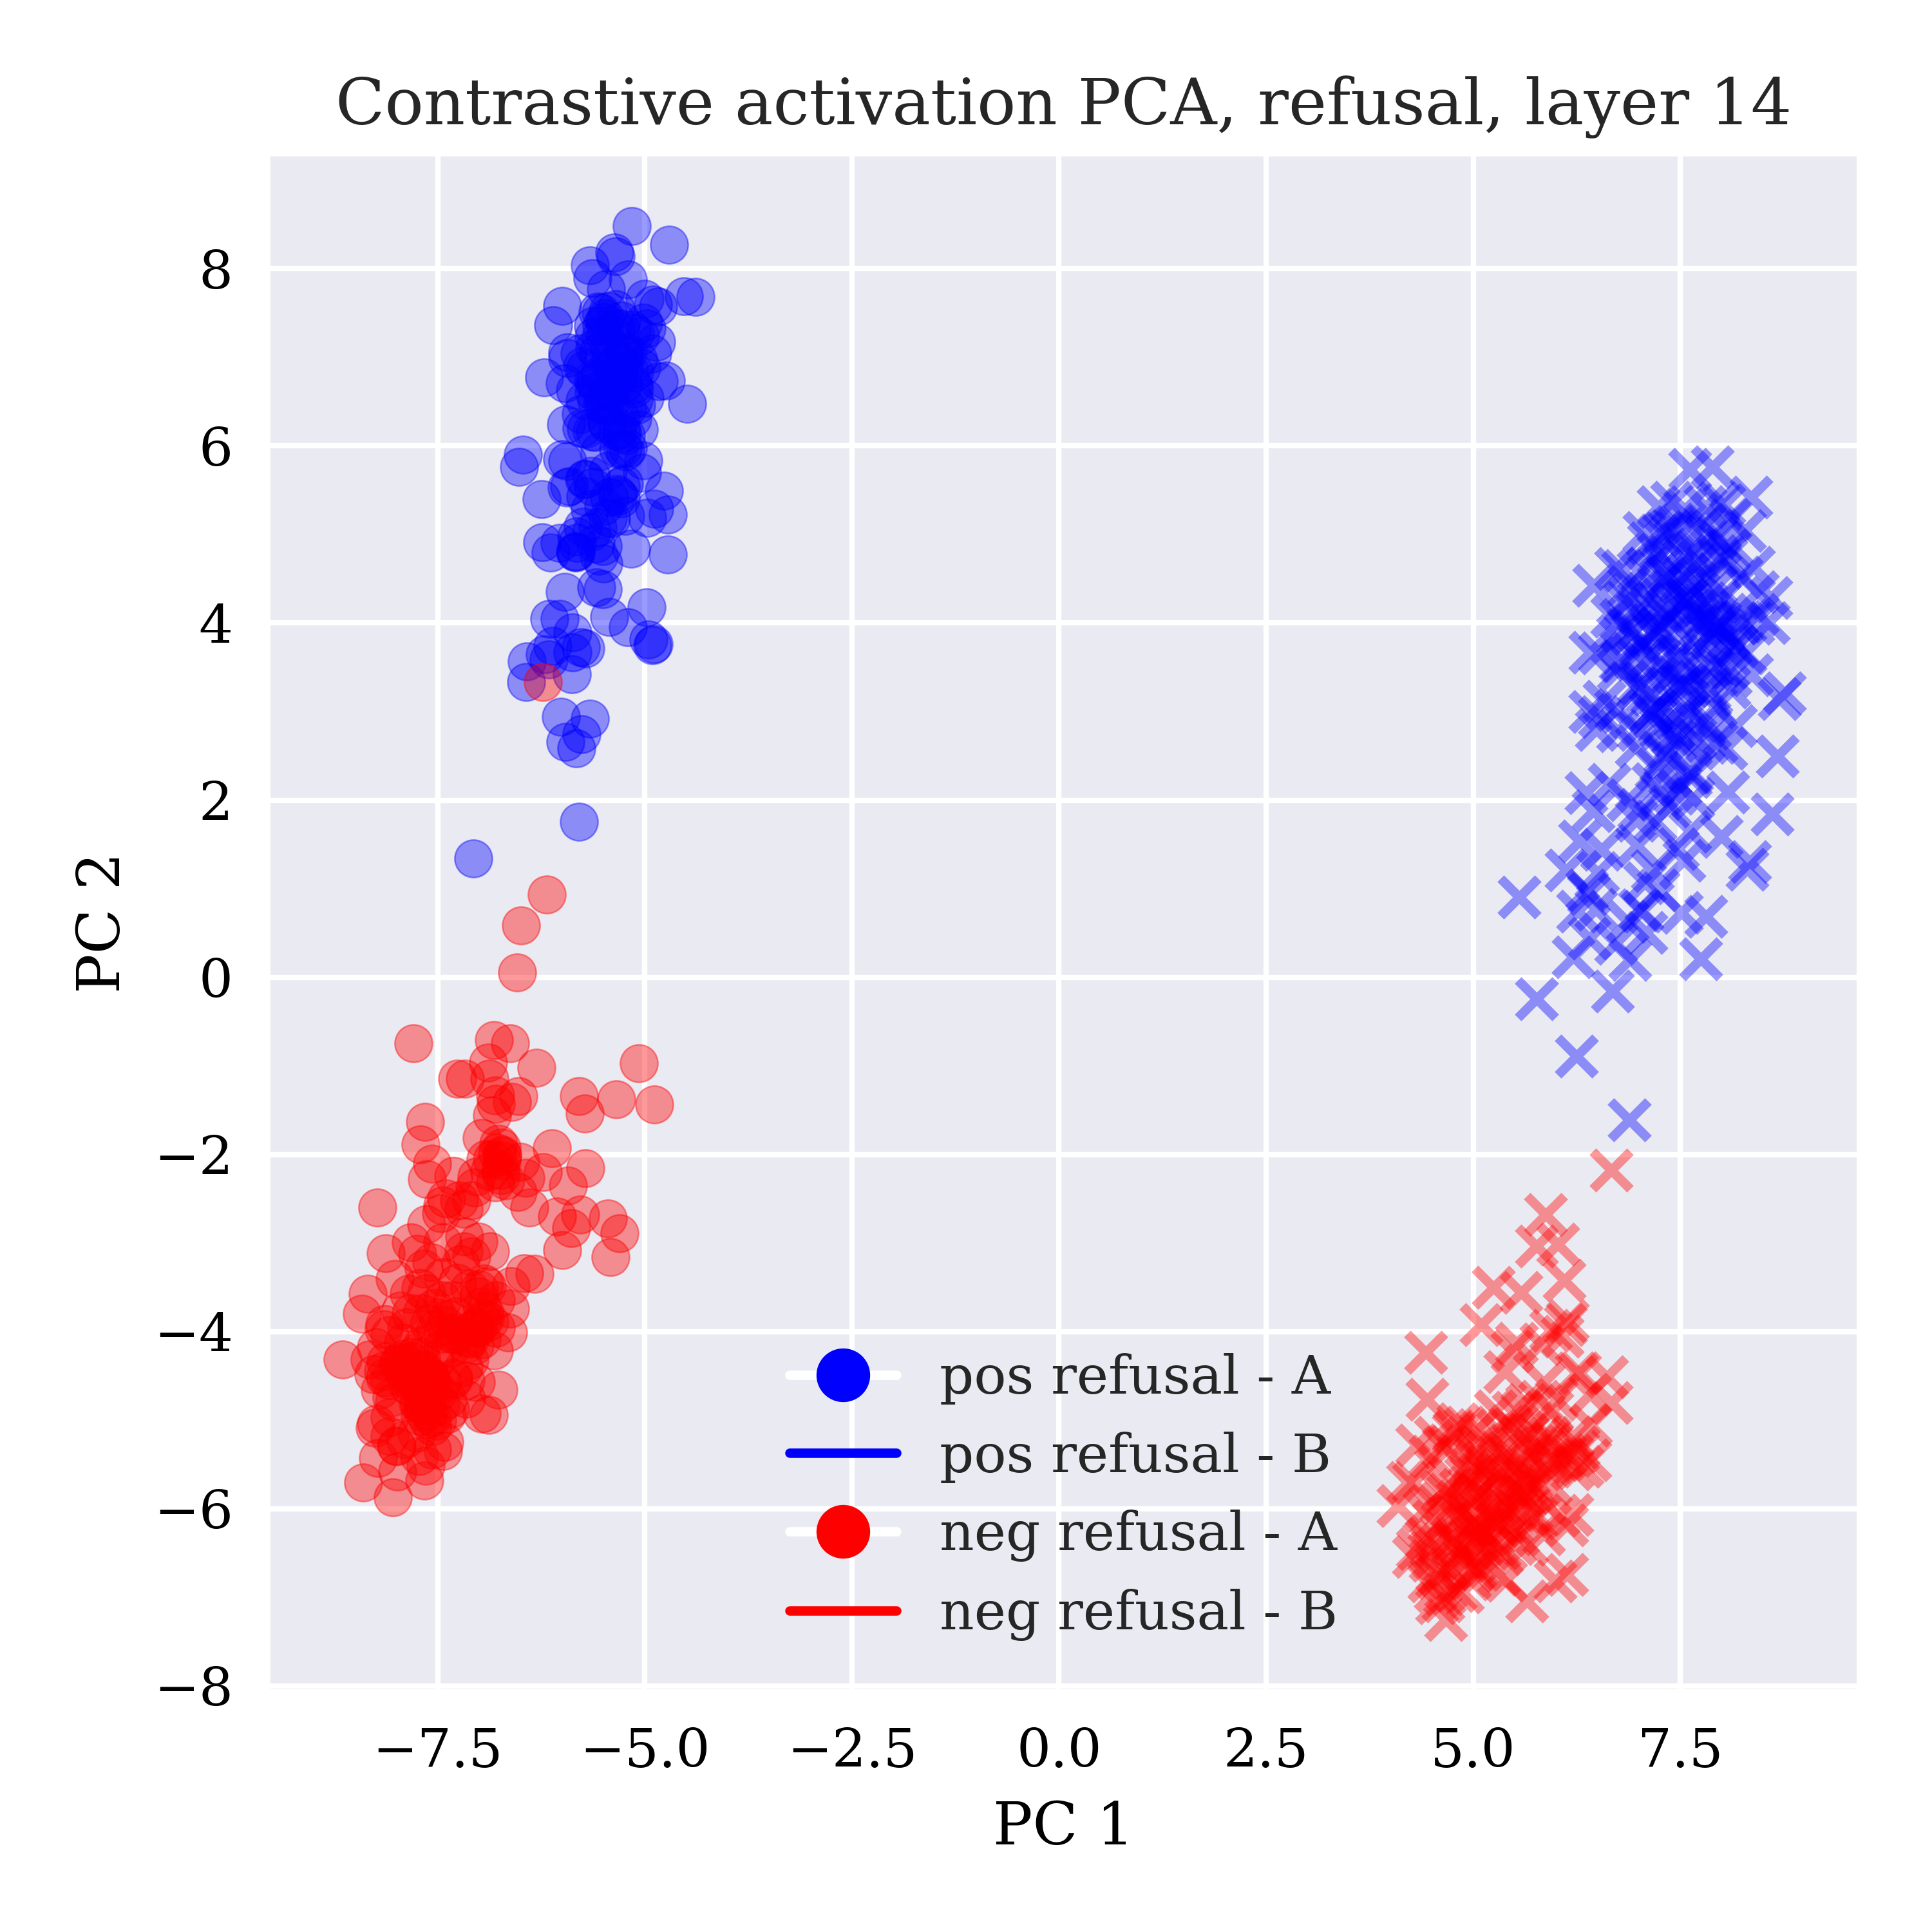 Contrastive activation PCA, refusal, layer 14
8
6
4
2
0
−2
−4
−6
−8
PC 2
pos refusal - A
pos refusal - B
neg refusal - A
neg refusal - B
−7.5 −5.0 −2.5 0.0 2.5 5.0 7.5
PC 1